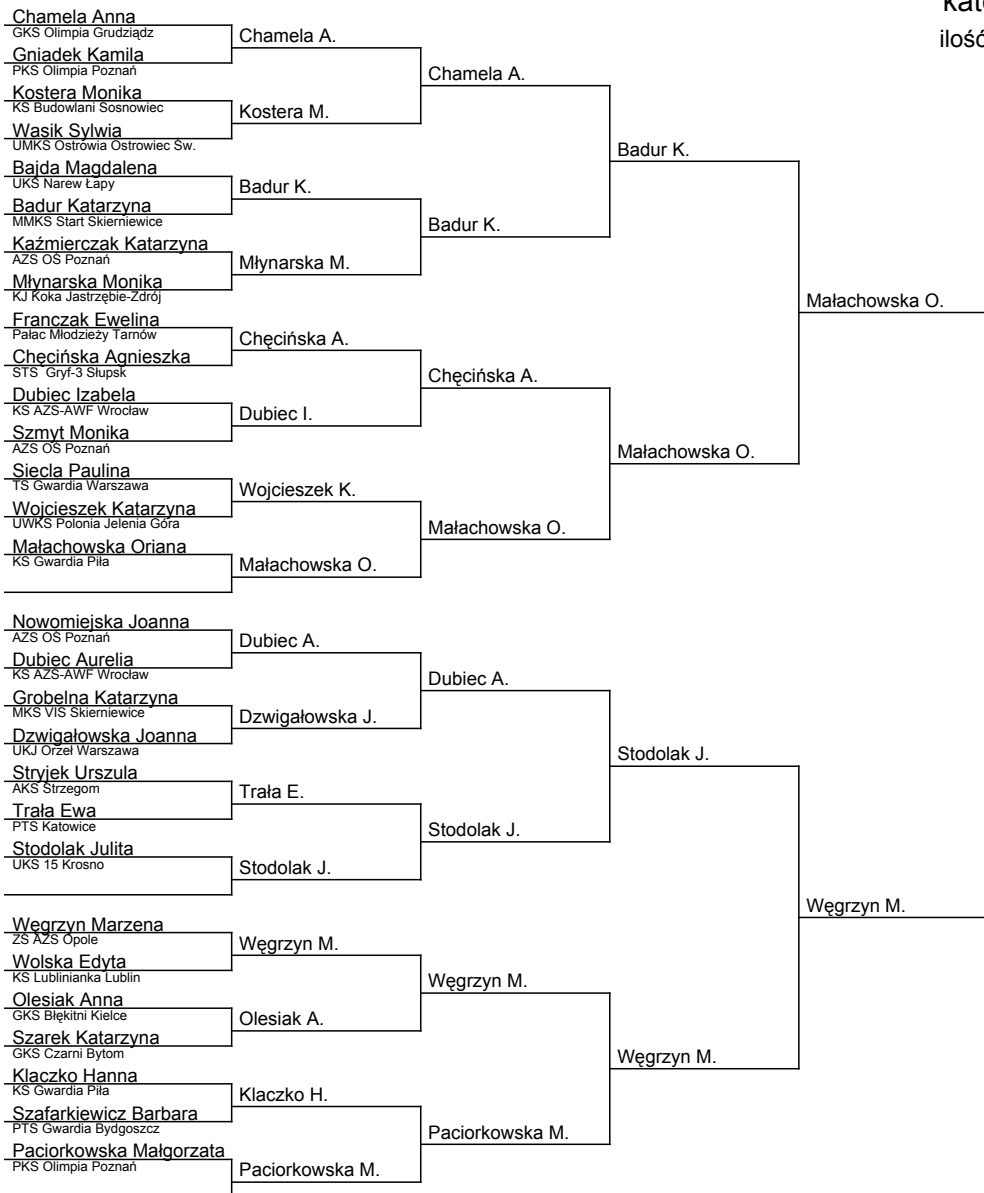 kate
ilość
Chamela Anna
GKS Olimpia Grudziądz
Gniadek Kamila
PKS Olimpia Poznań
Kostera Monika
KS Budowlani Sosnowiec
Wasik Sylwia
UMKS Ostrowia Ostrowiec Św.
Bajda Magdalena
UKS Narew Łapy
Badur Katarzyna
MMKS Start Skierniewice
Kaźmierczak Katarzyna
AZS OŚ Poznań
Młynarska Monika
KJ Koka Jastrzębie-Zdrój
Franczak Ewelina
Pałac Młodzieży Tarnów
Chęcińska Agnieszka
STS Gryf-3 Słupsk
Dubiec Izabela
KS AZS-AWF Wrocław
Szmyt Monika
AZS OŚ Poznań
Siecla Paulina
TS Gwardia Warszawa
Wojcieszek Katarzyna
UWKS Polonia Jelenia Góra
Małachowska Oriana
KS Gwardia Piła
Nowomiejska Joanna
AZS OŚ Poznań
Dubiec Aurelia
KS AZS-AWF Wrocław
Grobelna Katarzyna
MKS VIS Skierniewice
Dzwigałowska Joanna
UKJ Orzeł Warszawa
Stryjek Urszula
AKS Strzegom
Trała Ewa
PTS Katowice
Stodolak Julita
UKS 15 Krosno
Węgrzyn Marzena
ZS AZS Opole
Wolska Edyta
KS Lublinianka Lublin
Olesiak Anna
GKS Błękitni Kielce
Szarek Katarzyna
GKS Czarni Bytom
Klaczko Hanna
KS Gwardia Piła
Szafarkiewicz Barbara
PTS Gwardia Bydgoszcz
Paciorkowska Małgorzata
PKS Olimpia Poznań
Chamela A.
Kostera M.
Badur K.
Młynarska M.
Chęcińska A.
Dubiec I.
Wojcieszek K.
Małachowska O.
Dubiec A.
Dzwigałowska J.
Trała E.
Stodolak J.
Węgrzyn M.
Olesiak A.
Klaczko H.
Paciorkowska M.
Chamela A.
Badur K.
Chęcińska A.
Małachowska O.
Dubiec A.
Stodolak J.
Węgrzyn M.
Paciorkowska M.
Badur K.
Małachowska O.
Stodolak J.
Węgrzyn M.
Małachowska O.
Węgrzyn M.